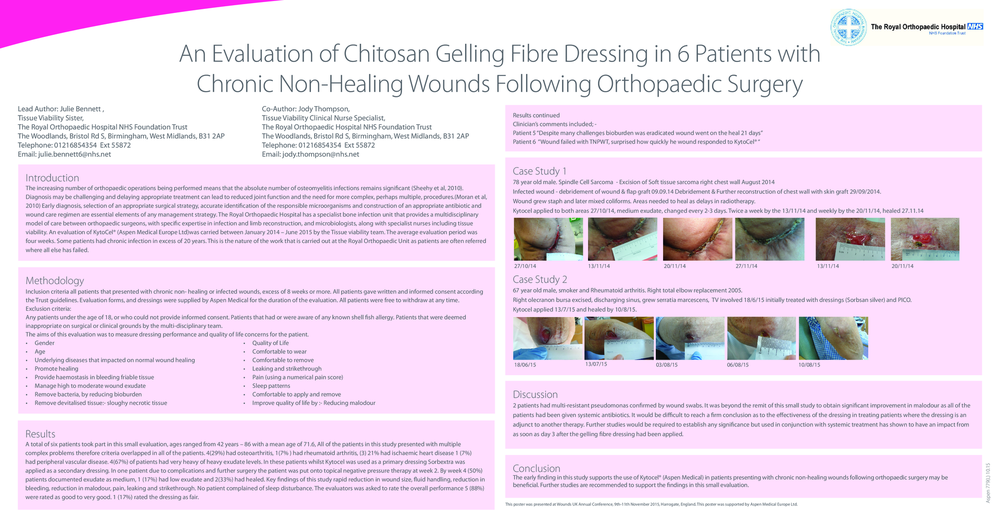 The Royal Orthopaedic Hospital NHS
NHS Foundation Trust
An Evaluation of Chitosan Gelling Fibre Dressing in 6 Patients with
Chronic Non-Healing Wounds Following Orthopaedic Surgery
Lead Author: Julie Bennett ,
Tissue Viability Sister,
The Royal Orthopaedic Hospital NHS Foundation Trust
The Woodlands, Bristol Rd S, Birmingham, West Midlands, B31 2AP
Telephone: 01216854354  Ext 55872
Email: julie.bennett6@nhs.net
Co-Author: Jody Thompson,
Tissue Viability Clinical Nurse Specialist,
The Royal Orthopaedic Hospital NHS Foundation Trust
The Woodlands, Bristol Rd S, Birmingham, West Midlands, B31 2AP
Telephone: 01216854354  Ext 55872
Email: jody.thompson@nhs.net
Introduction
The increasing number of orthopaedic operations being performed means that the absolute number of osteomyelitis infections remains significant (Sheehy et al, 2010).
Diagnosis may be challenging and delaying appropriate treatment can lead to reduced joint function and the need for more complex, perhaps multiple, procedures.(Moran et al,
2010) Early diagnosis, selection of an appropriate surgical strategy, accurate identification of the responsible microorganisms and construction of an appropriate antibiotic and
wound care regimen are essential elements of any management strategy. The Royal Orthopaedic Hospital has a specialist bone infection unit that provides a multidisciplinary
model of care between orthopaedic surgeons, with specific expertise in infection and limb reconstruction, and microbiologists, along with specialist nurses including tissue
viability. An evaluation of KytoCel® (Aspen Medical Europe Ltd)was carried out between January 2014 – June 2015 by the Tissue Viability team. The average evaluation period was
four weeks. Some patients had chronic infection in excess of 20 years. This is the nature of the work that is carried out at the Royal Orthopaedic Unit as patients are often referred
where all else has failed.
Methodology
Inclusion criteria all patients that presented with chronic non- healing or infected wounds, excess of 8 weeks or more. All patients gave written and informed consent according
the Trust guidelines. Evaluation forms, and dressings were supplied by Aspen Medical for the duration of the evaluation. All patients were free to withdraw at any time.
Exclusion criteria:
Any patients under the age of 18, or who could not provide informed consent. Patients that had or were aware of any known shell fish allergy. Patients that were deemed
inappropriate on surgical or clinical grounds by the multi-disciplinary team.
The aims of this evaluation was to measure dressing performance and quality of life concerns for the patient.
• Gender
• Age
• Underlying diseases that impacted on normal wound healing
• Promote healing
• Provide haemostasis in bleeding friable tissue
• Manage high to moderate wound exudate
• Remove bacteria, by reducing bioburden
• Remove devitalised tissue:- sloughy necrotic tissue
• Quality of Life
• Comfortable to wear
• Comfortable to remove
• Leaking and strikethrough
• Pain (using a numerical pain score)
• Sleep patterns
• Comfortable to apply and remove
• Improve quality of life by :- Reducing malodour
Results
A total of six patients took part in this small evaluation, ages ranged from 42 years – 86 with a mean age of 71.6, All of the patients in this study presented with multiple
complex problems therefore criteria overlapped in all of the patients. 4(29%) had osteoarthritis, 1(7% ) had rheumatoid arthritis, (3) 21% had ischaemic heart disease 1 (7%)
had peripheral vascular disease. 4(67%) of patients had very heavy of heavy exudate levels. In these patients whilst Kytocel was used as a primary dressing Sorbextra was
applied as a secondary dressing. In one patient due to complications and further surgery the patient was put onto topical negative pressure therapy at week 2. By week 4 (50%)
patients documented exudate as medium, 1 (17%) had low exudate and 2(33%) had healed. Key findings of this study rapid reduction in wound size, fluid handling, reduction in
bleeding, reduction in malodour, pain, leaking and strikethrough. No patient complained of sleep disturbance. The evaluators was asked to rate the overall performance 5 (88%)
were rated as good to very good. 1 (17%) rated the dressing as fair.
Results continued
Clinician's comments included; -
Patient 5 "Despite many challenges bioburden was eradicated wound went on the heal 21 days"
Patient 6  "Wound failed with TNPWT, surprised how quickly he wound responded to KytoCel® "
Case Study 1
78 year old male. Spindle Cell Sarcoma  - Excision of Soft tissue sarcoma right chest wall August 2014
Infected wound - debridement of wound & flap graft 09.09.14 Debridement & Further reconstruction of chest wall with skin graft 29/09/2014.
Wound grew staph and later mixed coliforms. Areas needed to heal as delays in radiotherapy.
Kytocel applied to both areas 27/10/14, medium exudate, changed every 2-3 days. Twice a week by the 13/11/14 and weekly by the 20/11/14, healed 27.11.14
27/10/14
13/11/14
20/11/14
27/11/14
13/11/14
20/11/14
Case Study 2
67 year old male, smoker and Rheumatoid arthritis. Right total elbow replacement 2005.
Right olecranon bursa excised, discharging sinus, grew serratia marcescens,  TV involved 18/6/15 initially treated with dressings (Sorbsan silver) and PICO.
Kytocel applied 13/7/15 and healed by 10/8/15.
18/06/15
13/07/15
03/08/15
06/08/15
10/08/15
Discussion
2 patients had multi-resistant pseudomonas confirmed by wound swabs. It was beyond the remit of this small study to obtain significant improvement in malodour as all of the
patients had been given systemic antibiotics. It would be difficult to reach a firm conclusion as to the effectiveness of the dressing in treating patients where the dressing is an
adjunct to another therapy. Further studies would be required to establish any significance but used in conjunction with systemic treatment has shown to have an impact from
as soon as day 3 after the gelling fibre dressing had been applied.
Conclusion
The early finding in this study supports the use of Kytocel® (Aspen Medical) in patients presenting with chronic non-healing wounds following orthopaedic surgery may be
beneficial. Further studies are recommended to support the findings in this small evaluation.
This poster was presented at Wounds UK Annual Conference, 9th-11th November 2015, Harrogate, England. This poster was supported by Aspen Medical Europe Ltd.